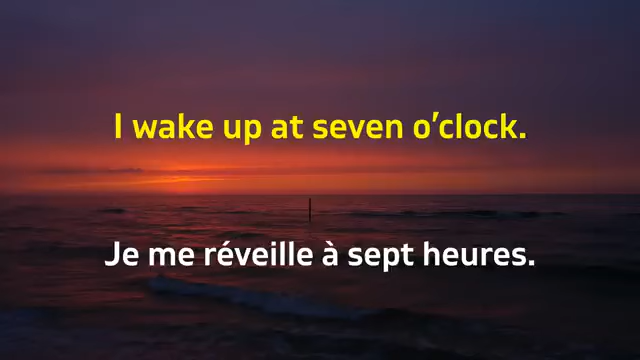 I wake up at seven o'clock.
Je me réveille à sept heures.